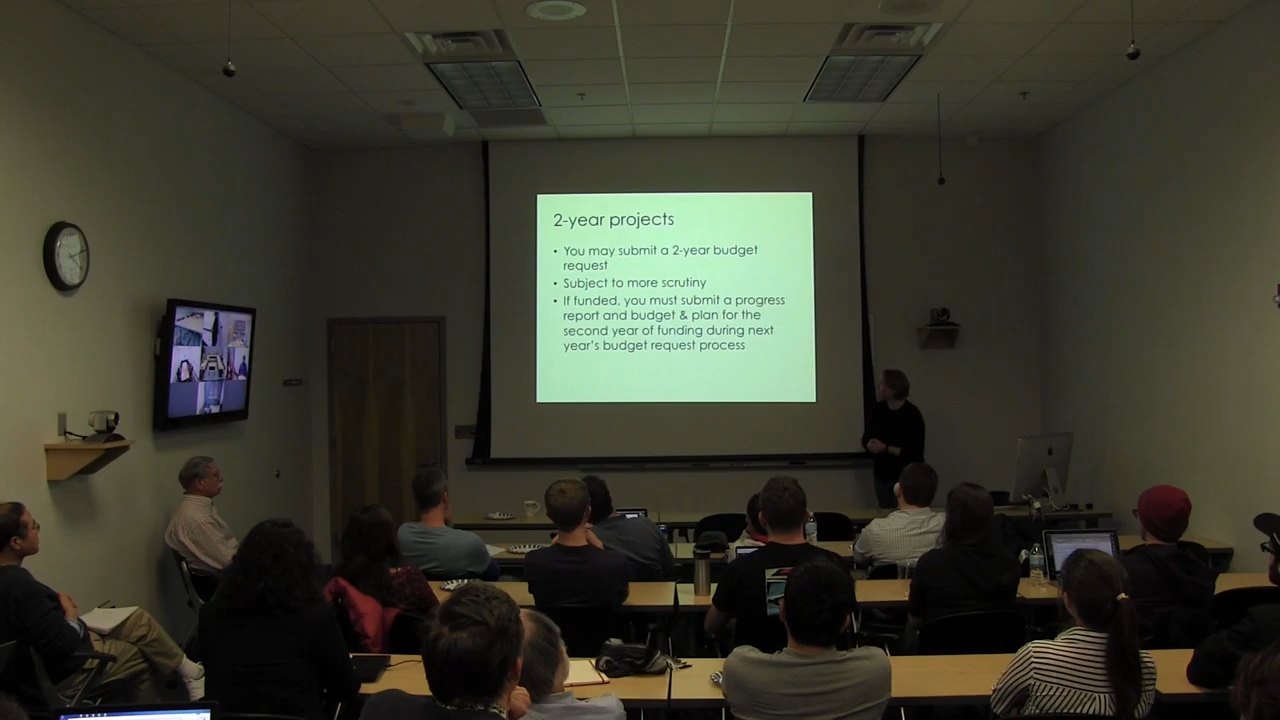 2-year projects
• You may submit a 2-year budget
request
• Subject to more scrutiny
• If funded, you must submit a progress
report and budget & plan for the
second year of funding during next
year's budget request process